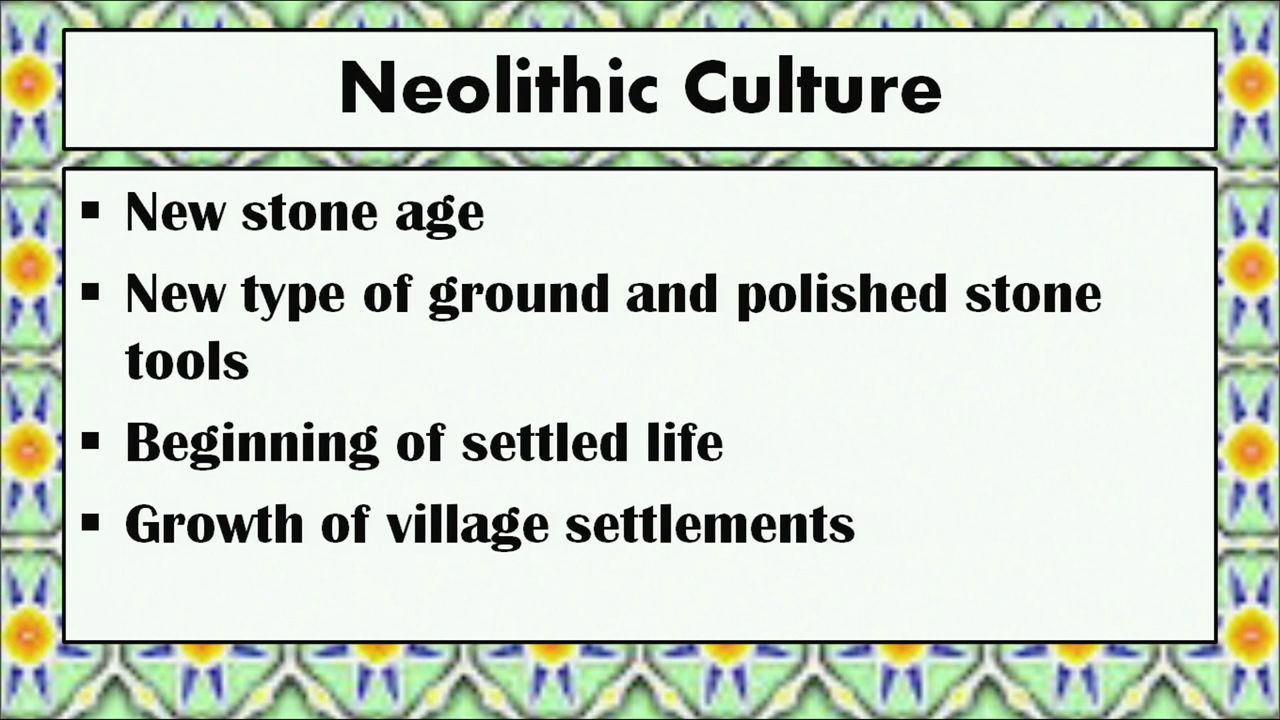 Neolithic Culture
▪ New stone age
▪ New type of ground and polished stone
tools
▪ Beginning of settled life
▪ Growth of village settlements